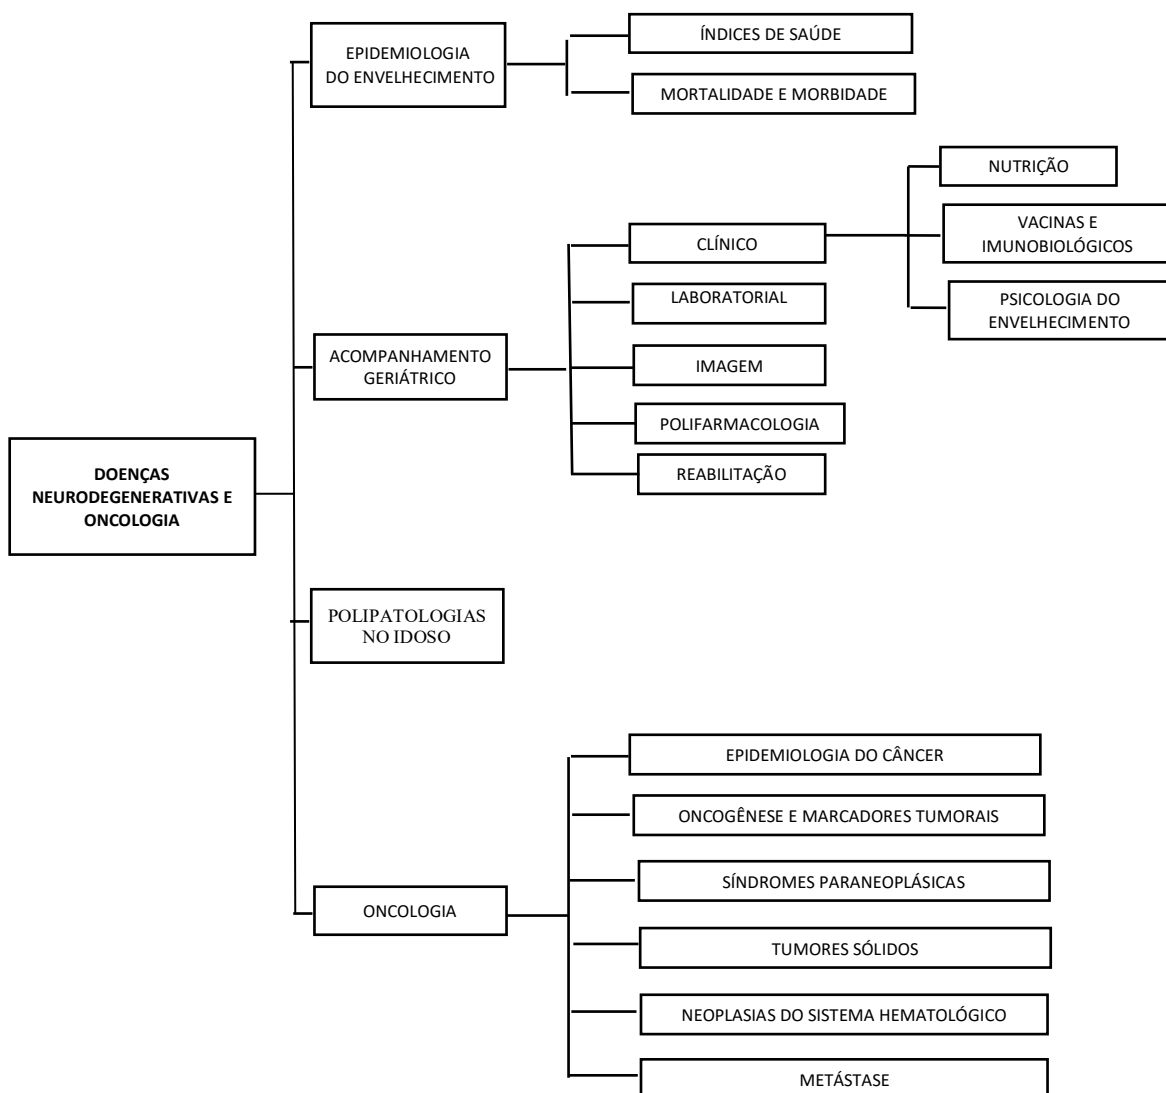 DOENÇAS
NEURODEGENERATIVAS E
ONCOLOGIA
EPIDEMIOLOGIA
DO ENVELHECIMENTO
ÍNDICES DE SAÚDE
MORTALIDADE E MORBIDADE
ACOMPANHAMENTO
GERIÁTRICO
CLÍNICO
NUTRIÇÃO
VACINAS E
IMUNOBIOLÓGICOS
PSICOLOGIA DO
ENVELHECIMENTO
LABORATORIAL
IMAGEM
POLIFARMACOLOGIA
REABILITAÇÃO
POLIPATOLOGIAS
NO IDOSO
ONCOLOGIA
EPIDEMIOLOGIA DO CÂNCER
ONCOGÊNESE E MARCADORES TUMORAIS
SÍNDROMES PARANEOPLÁSICAS
TUMORES SÓLIDOS
NEOPLASIAS DO SISTEMA HEMATOLÓGICO
METÁSTASE